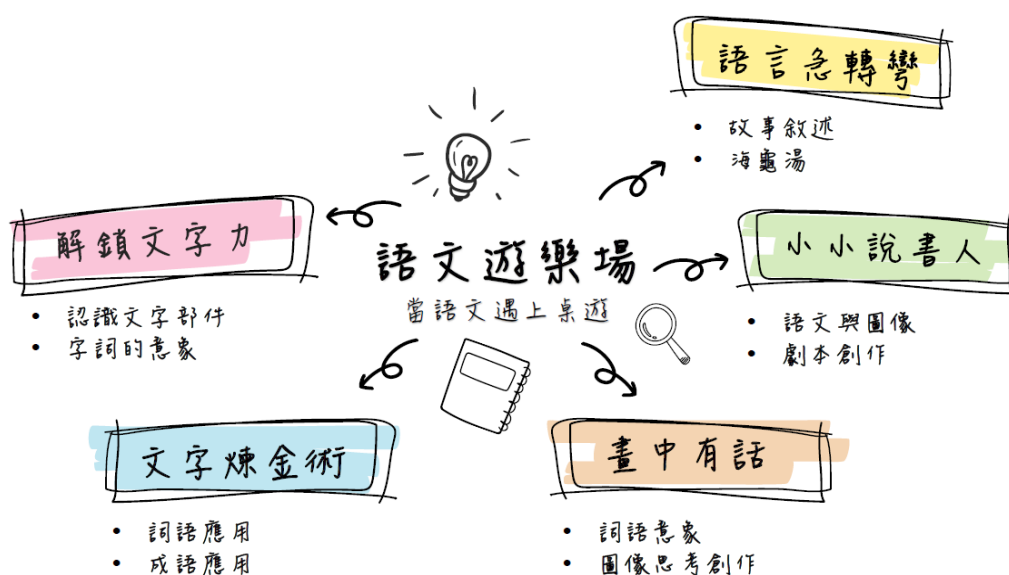 語文遊樂場
當語文遇上桌遊
解鎖文字力
• 認識文字部件
• 字詞的意象
文字煉金術
• 詞語應用
• 成語應用
畫中有話
• 詞語意象
• 圖像思考創作
小小說書人
• 語文與圖像
• 劇本創作
語言急轉彎
• 故事敘述
• 海龜湯